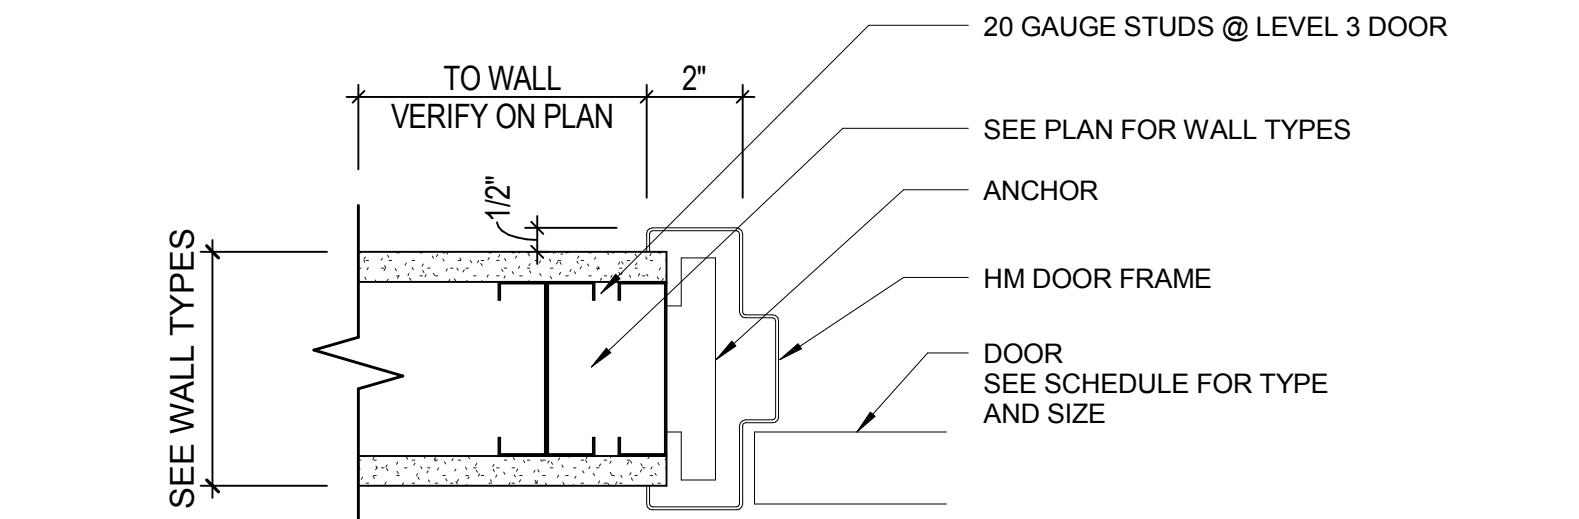 20 GAUGE STUDS @ LEVEL 3 DOOR
TO WALL
VERIFY ON PLAN
2"
SEE PLAN FOR WALL TYPES
1/2"
ANCHOR
SEE WALL TYPES
HM DOOR FRAME
DOOR
SEE SCHEDULE FOR TYPE
AND SIZE